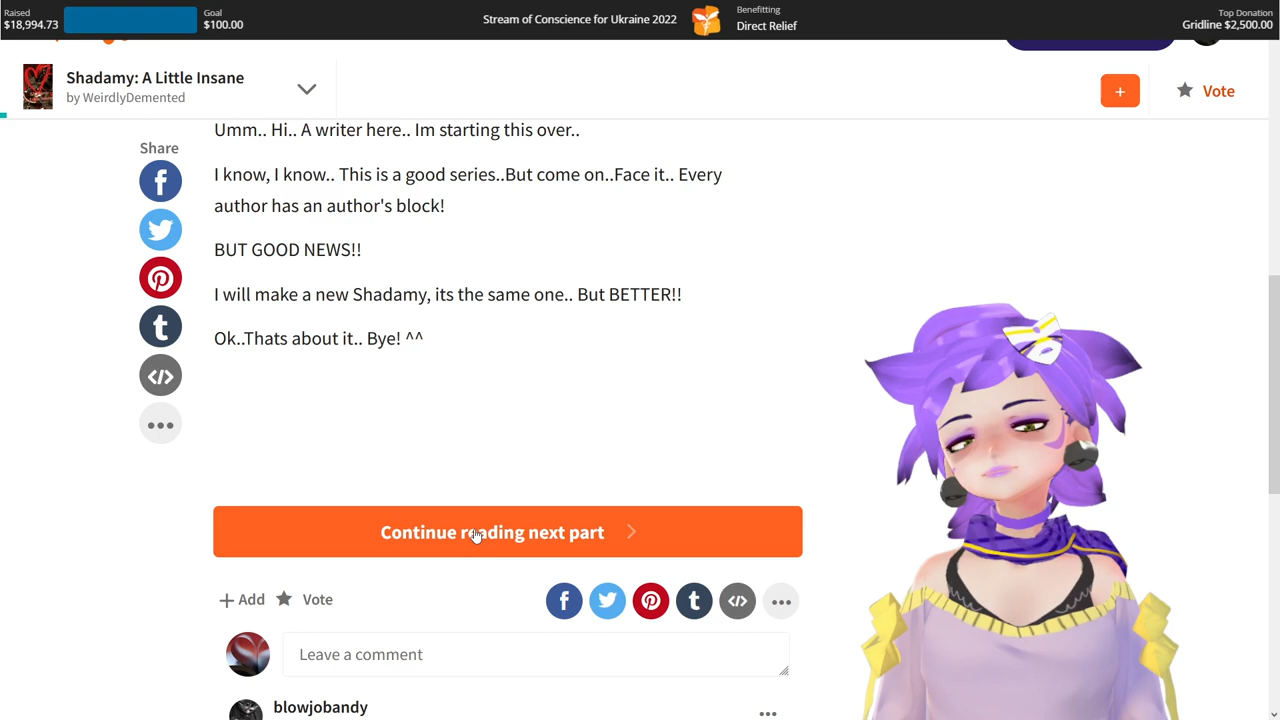 Raised
$18,994.73
Goal
$100.00
Stream of Conscience for Ukraine 2022
Benefitting
Direct Relief
Top Donation
Gridline $2,500.00
Shadamy: A Little Insane
by WeirdlyDemented
+
Vote
Share
Umm.. Hi.. A writer here.. Im starting this over..
I know, I know.. This is a good series..But come on..Face it.. Every
author has an author's block!
BUT GOOD NEWS!!
I will make a new Shadamy, its the same one.. But BETTER!!
Ok..Thats about it.. Bye! ^^
Continue reading next part
+ Add
Vote
Leave a comment
blowjobandy